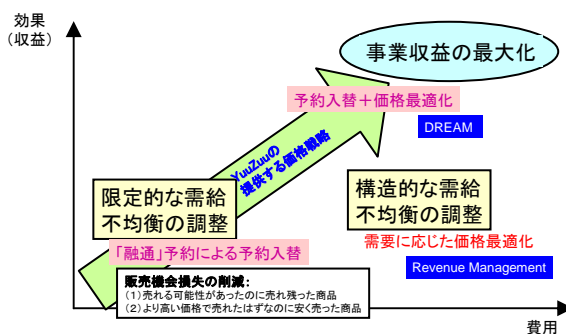 効果
（収益）
事業収益の最大化
予約入替＋価格最適化
DREAM
YuuZuuの
提供する価格戦略
限定的な需給
不均衡の調整
構造的な需給
不均衡の調整
「融通」予約による予約入替
需要に応じた価格最適化
Revenue Management
販売機会損失の削減：
（１）売れる可能性があったのに売れ残った商品
（２）より高い価格で売れたはずなのに安く売った商品
費用